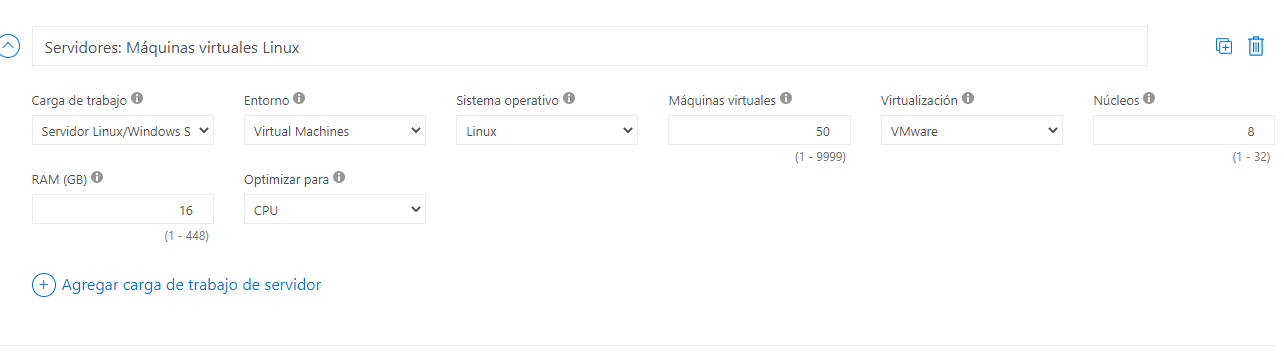 Servidores: Máquinas virtuales Linux
Carga de trabajo Entorno Sistema operativo Máquinas virtuales Virtualización Núcleos
Servidor Linux/Windows S Virtual Machines Linux 50 VMware 8
(1 - 9999) (1 - 32)
RAM (GB) Optimizar para
16 CPU
(1 - 448)
Agregar carga de trabajo de servidor